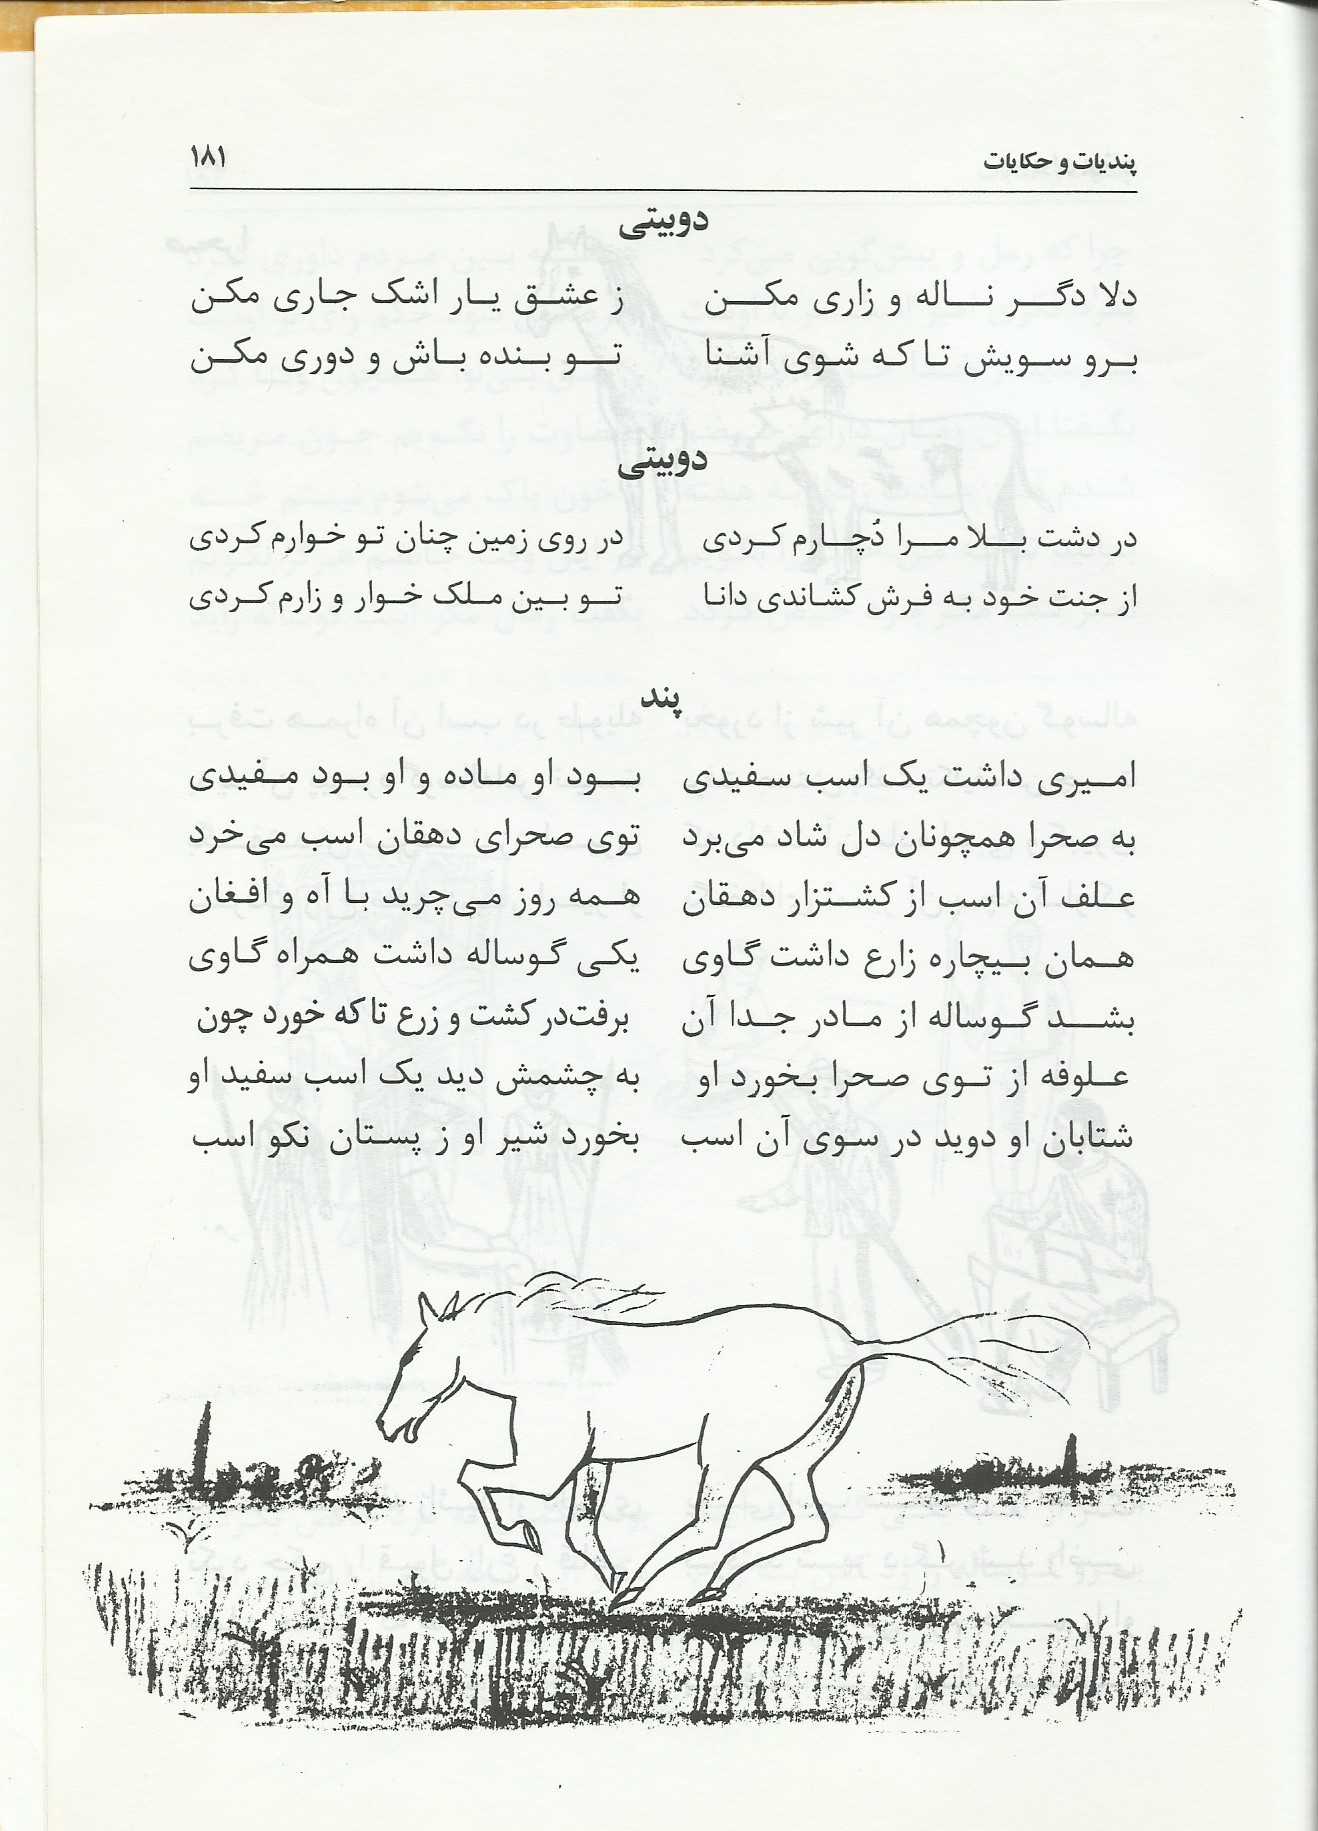 پندیات و حکایات ۱۸۱
دوبیتی
دلا دگر ناله و زاری مکن ز عشق یار اشک جاری مکن
برو سویش تا که شوی آشنا تو بنده باش و دوری مکن
دوبیتی
در دشت بلا مرا دُچارم کردی در روی زمین چنان تو خوارم کردی
از جنت خود به فرش کشاندی دانا تو بین ملک خوار و زارم کردی
پند
امیری داشت یک اسب سفیدی بود او ماده و او بود مفیدی
به صحرا همچونان دل شاد می‌برد توی صحرای دهقان اسب می‌خرد
علف آن اسب از کشتزار دهقان همه روز می‌چرید با آه و افغان
همان بیچاره زارع داشت گاوی یکی گوساله داشت همراه گاوی
بشد گوساله از مادر جدا آن برفت‌در کشت و زرع تا که خورد چون
علوفه از توی صحرا بخورد او به چشمش دید یک اسب سفید او
شتابان او دوید در سوی آن اسب بخورد شیر او ز پستان نکو اسب